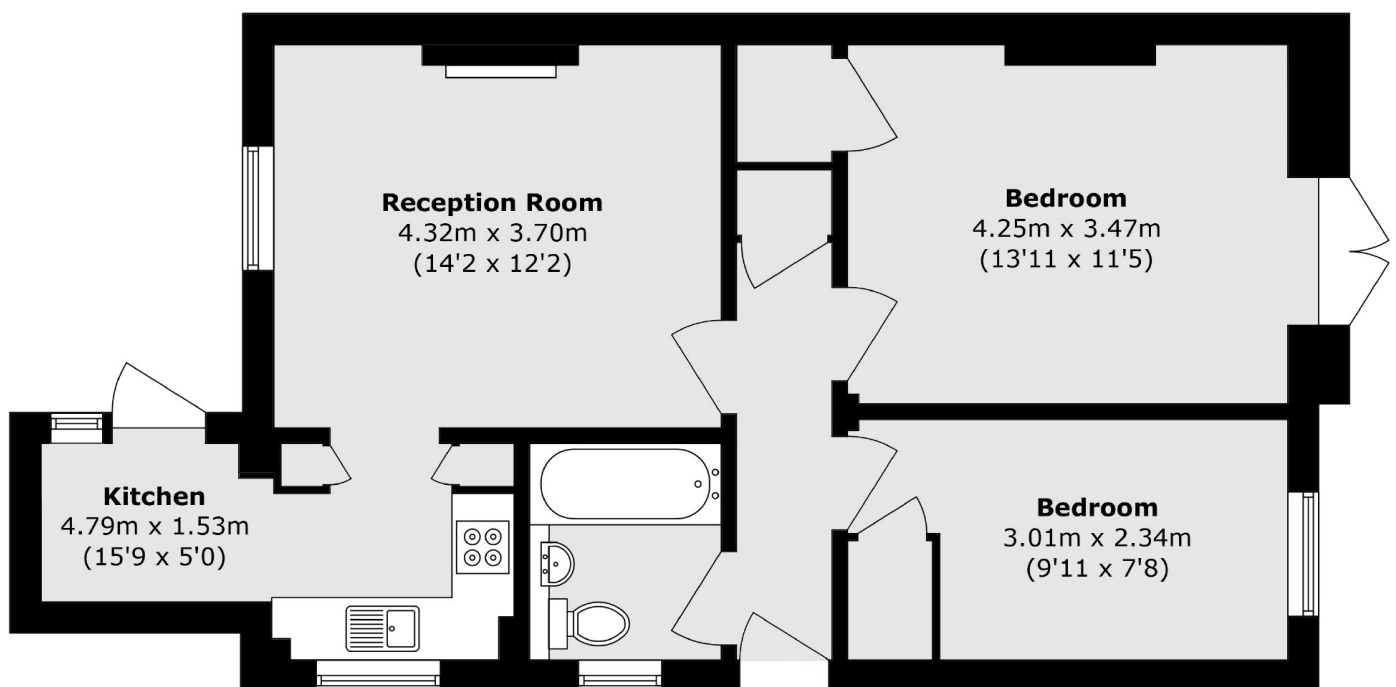 Reception Room
4.32m x 3.70m
(14'2 x 12'2)
Bedroom
4.25m x 3.47m
(13'11 x 11'5)
Kitchen
4.79m x 1.53m
(15'9 x 5'0)
Bedroom
3.01m x 2.34m
(9'11 x 7'8)